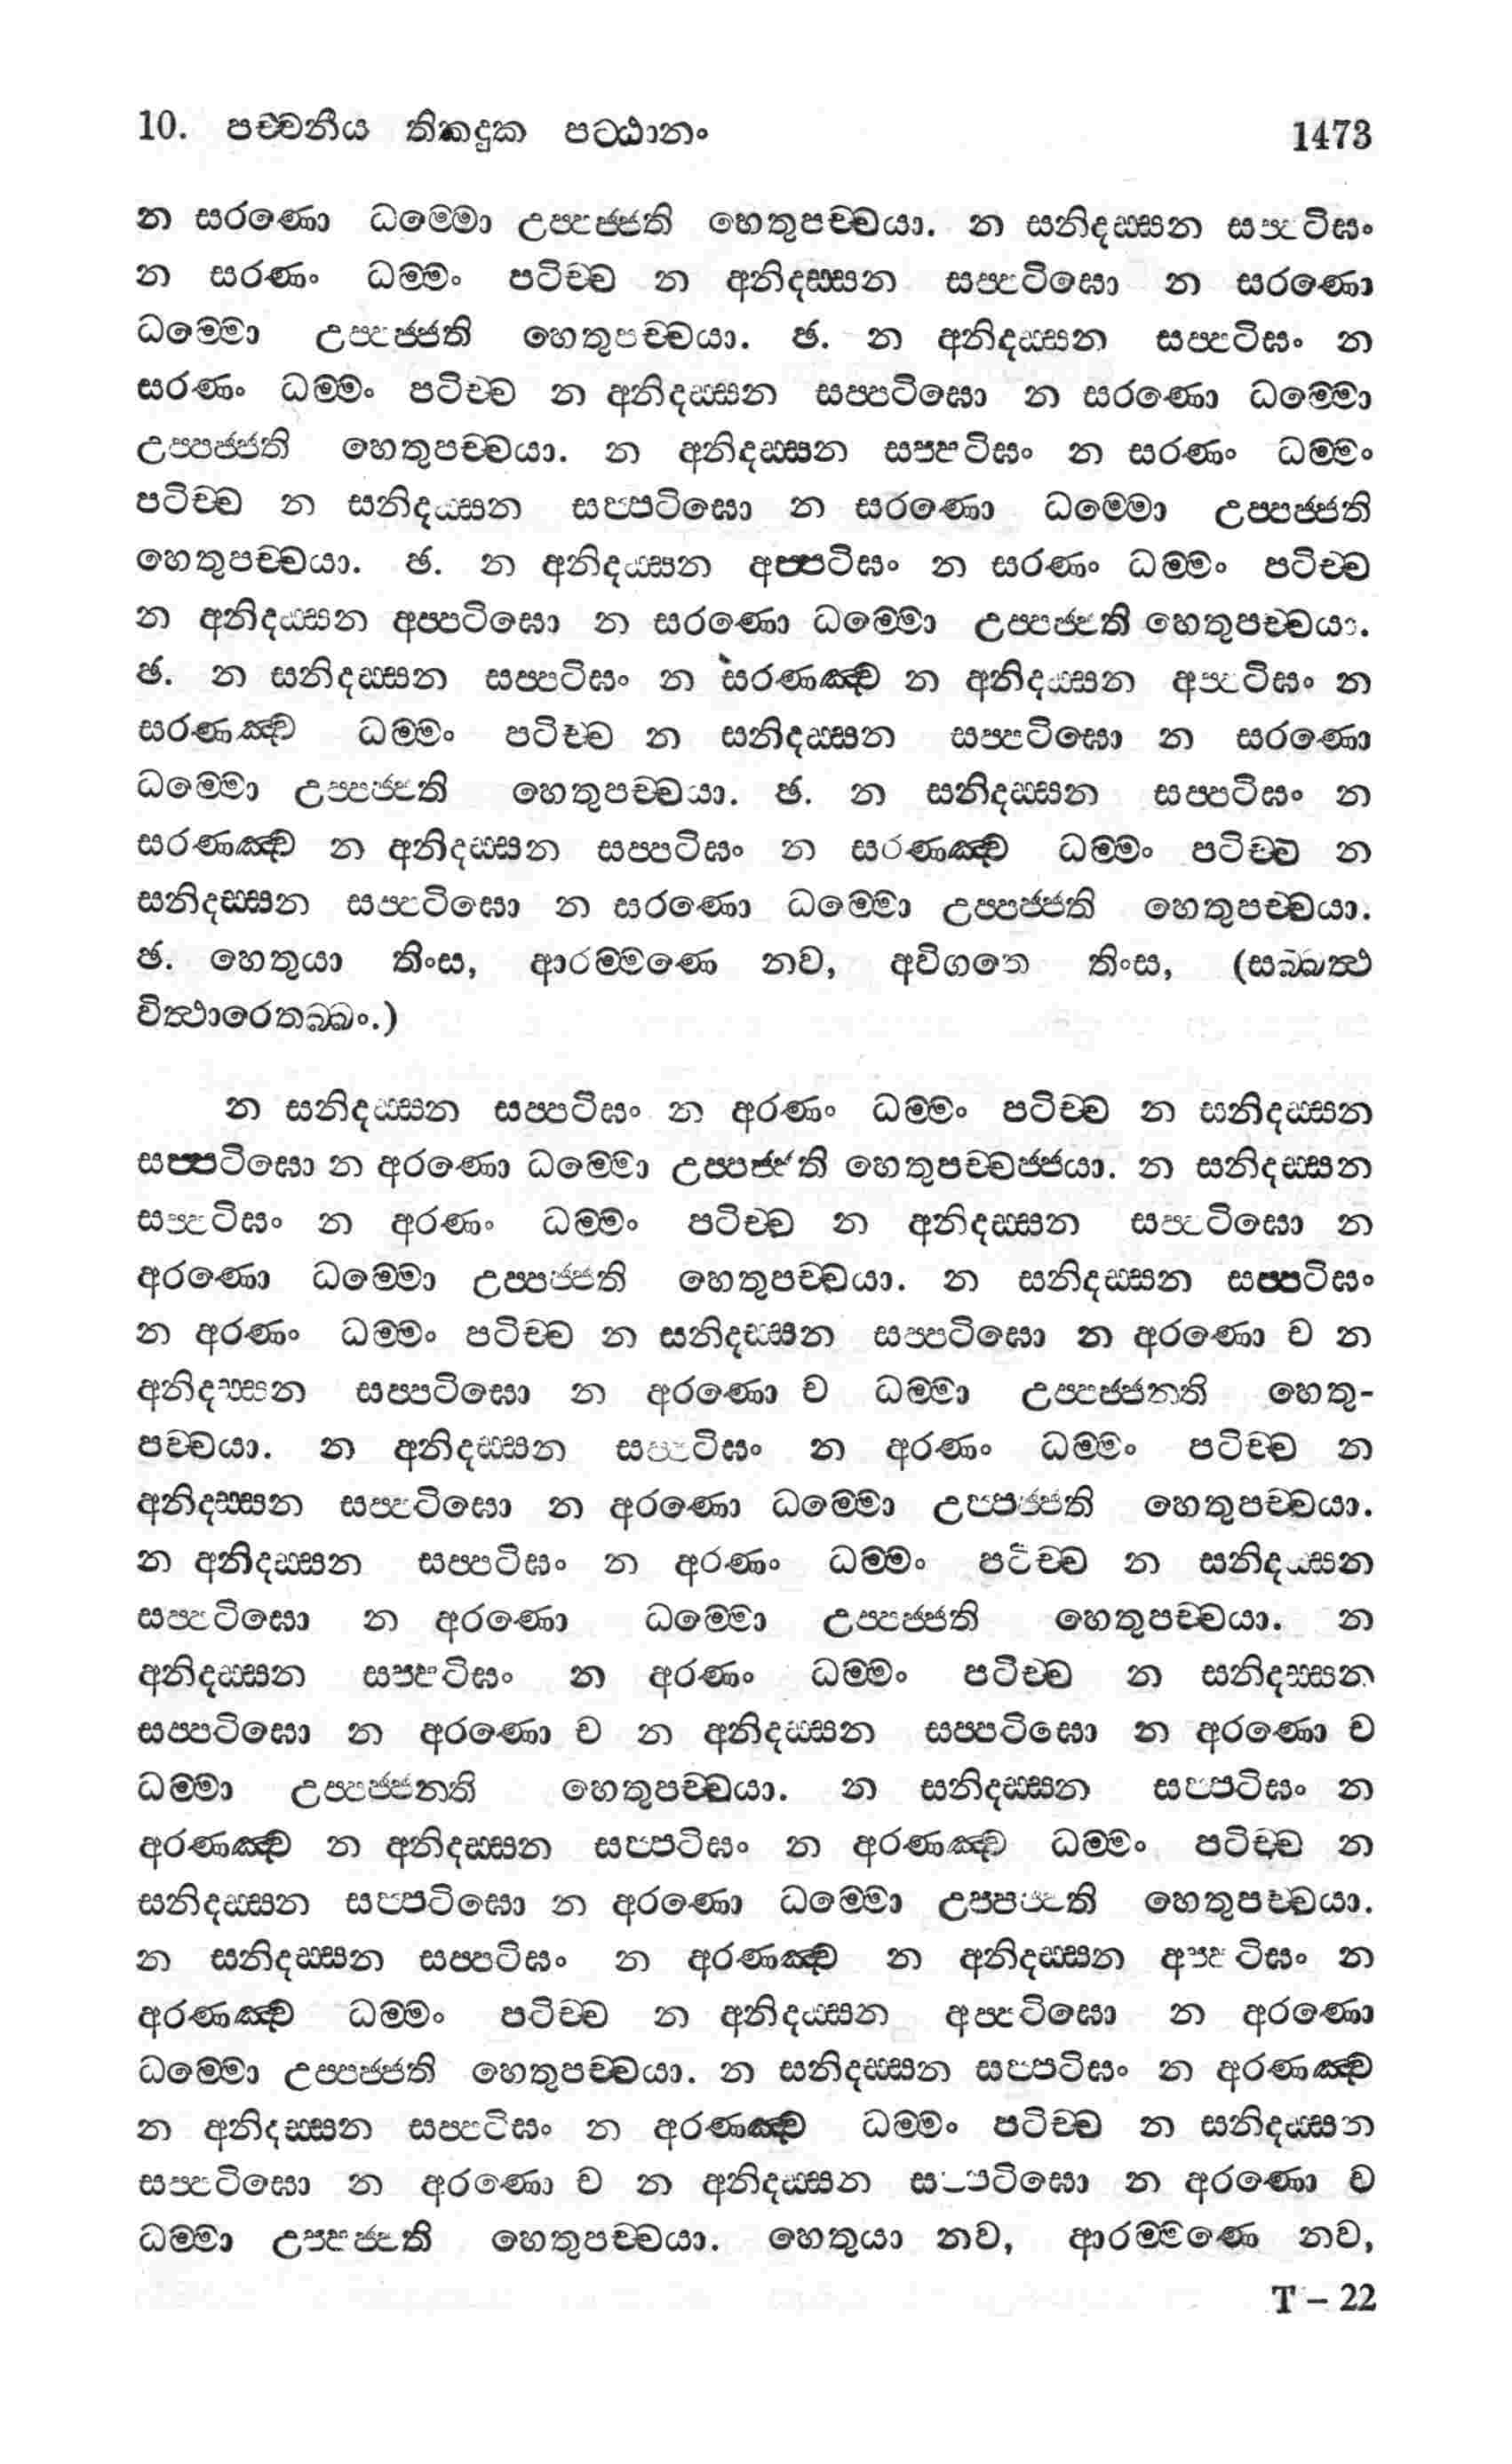 10. පච්චනීය තිකදුක පට්ඨානං 1473
න සරණො ධම්මො උප්පජ්ජති හෙතුපච්චයා. න සනිදස්සන සප්පටිඝං
න සරණං ධම්මං පටිච්ච න අනිදස්සන සප්පටිඝො න සරණො
ධම්මො උප්පජ්ජති හෙතුපච්චයා. ඡ. න අනිදස්සන සප්පටිඝං න
සරණං ධම්මං පටිච්ච න අනිදස්සන සප්පටිඝො න සරණො ධම්මො
උප්පජ්ජති හෙතුපච්චයා. න අනිදස්සන සප්පටිඝං න සරණං ධම්මං
පටිච්ච න සනිදස්සන සප්පටිඝො න සරණො ධම්මො උප්පජ්ජති
හෙතුපච්චයා. ඡ. න අනිදස්සන අප්පටිඝං න සරණං ධම්මං පටිච්ච
න අනිදස්සන අප්පටිඝො න සරණො ධම්මො උප්පජ්ජති හෙතුපච්චයා.
ඡ. න සනිදස්සන සප්පටිඝං න සරණඤ්ච න අනිදස්සන අප්පටිඝං න
සරණඤ්ච ධම්මං පටිච්ච න සනිදස්සන සප්පටිඝො න සරණො
ධම්මො උප්පජ්ජති හෙතුපච්චයා. ඡ. න සනිදස්සන සප්පටිඝං න
සරණඤ්ච න අනිදස්සන සප්පටිඝං න සරණඤ්ච ධම්මං පටිච්ච න
සනිදස්සන සප්පටිඝො න සරණො ධම්මො උප්පජ්ජති හෙතුපච්චයා.
ඡ. හෙතුයා තිංස, ආරම්මණෙ නව, අවිගතෙ තිංස, (සබ්බත්ථ
විත්ථාරෙතබ්බං.)
න සනිදස්සන සප්පටිඝං න අරණං ධම්මං පටිච්ච න සනිදස්සන
සප්පටිඝො න අරණො ධම්මො උප්පජ්ජති හෙතුපච්චජ්ජයා. න සනිදස්සන
සප්පටිඝං න අරණං ධම්මං පටිච්ච න අනිදස්සන සප්පටිඝො න
අරණො ධම්මො උප්පජ්ජති හෙතුපච්චයා. න සනිදස්සන සප්පටිඝං
න අරණං ධම්මං පටිච්ච න සනිදස්සන සප්පටිඝො න අරණො ච න
අනිදස්සන සප්පටිඝො න අරණො ච ධම්මා උප්පජ්ජන්ති හෙතු-
පච්චයා. න අනිදස්සන සප්පටිඝං න අරණං ධම්මං පටිච්ච න
අනිදස්සන සප්පටිඝො න අරණො ධම්මො උප්පජ්ජති හෙතුපච්චයා.
න අනිදස්සන සප්පටිඝං න අරණං ධම්මං පටිච්ච න සනිදස්සන
සප්පටිඝො න අරණො ධම්මො උප්පජ්ජති හෙතුපච්චයා. න
අනිදස්සන සප්පටිඝං න අරණං ධම්මං පටිච්ච න සනිදස්සන
සප්පටිඝො න අරණො ච න අනිදස්සන සප්පටිඝො න අරණො ච
ධම්මා උප්පජ්ජන්ති හෙතුපච්චයා. න සනිදස්සන සප්පටිඝං න
අරණඤ්ච න අනිදස්සන සප්පටිඝං න අරණඤ්ච ධම්මං පටිච්ච න
සනිදස්සන සප්පටිඝො න අරණො ධම්මො උප්පජ්ජති හෙතුපච්චයා.
න සනිදස්සන සප්පටිඝං න අරණඤ්ච න අනිදස්සන අප්පටිඝං න
අරණඤ්ච ධම්මං පටිච්ච න අනිදස්සන අප්පටිඝො න අරණො
ධම්මො උප්පජ්ජති හෙතුපච්චයා. න සනිදස්සන සප්පටිඝං න අරණඤ්ච
න අනිදස්සන සප්පටිඝං න අරණඤ්ච ධම්මං පටිච්ච න සනිදස්සන
සප්පටිඝො න අරණො ච න අනිදස්සන සප්පටිඝො න අරණො ච
ධම්මා උප්පජ්ජති හෙතුපච්චයා. හෙතුයා නව, ආරම්මණෙ නව,
T – 22